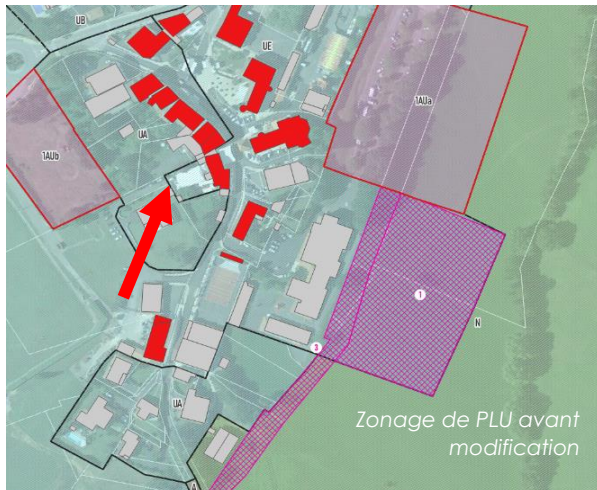 UB
UE
1AUa
UA
1AUb
1
N
3
UA
A
Zonage de PLU avant
modification